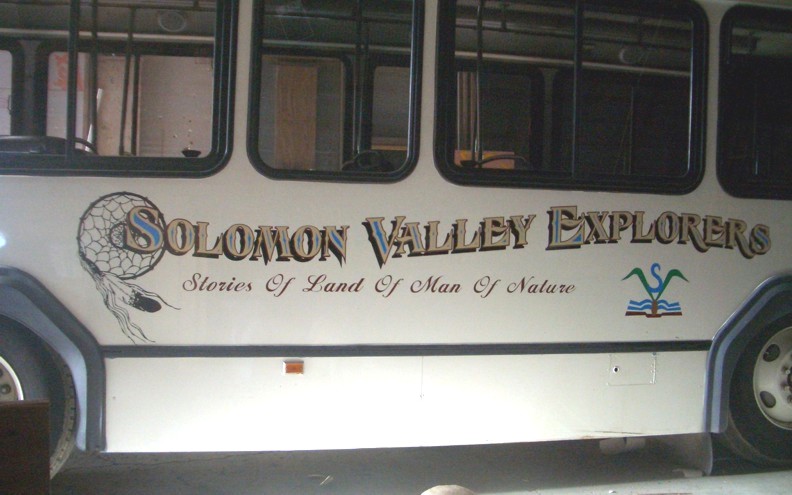 SOLOMON VALLEY EXPLORERS
Stories Of Land Of Man Of Nature
S